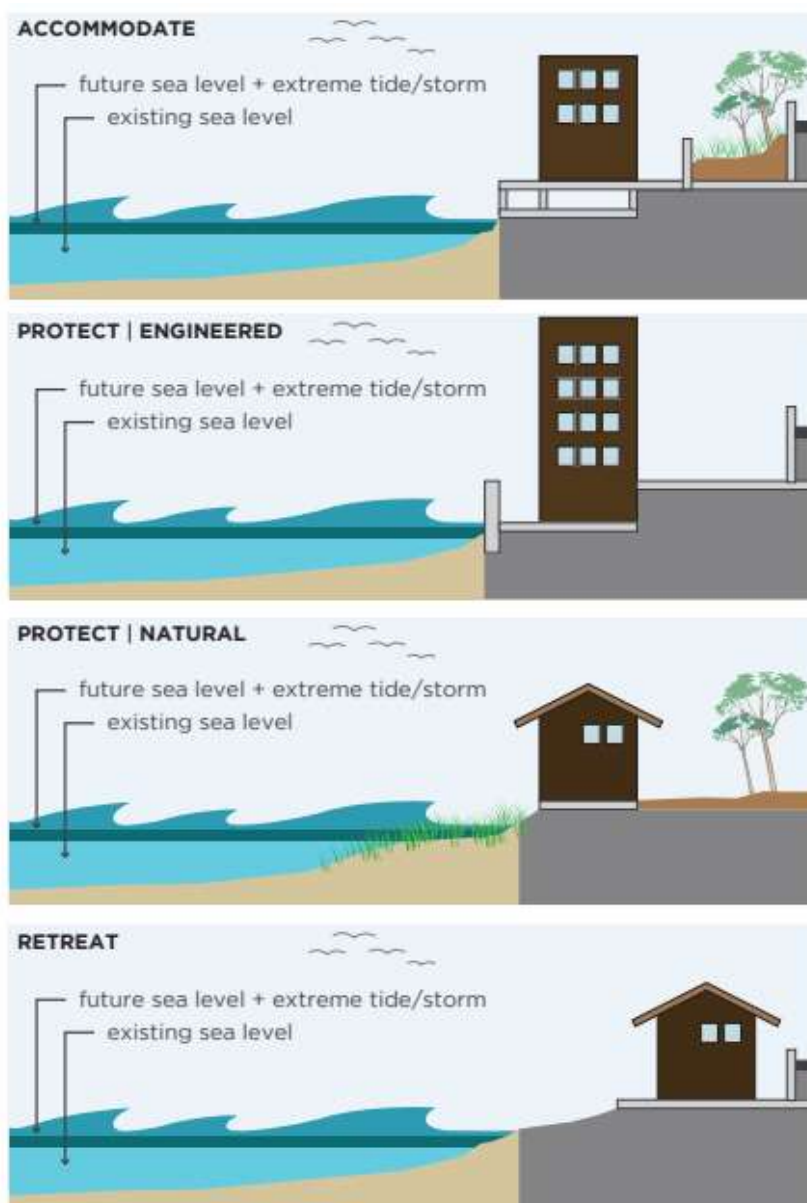 ACCOMMODATE
future sea level + extreme tide/storm
existing sea level
PROTECT | ENGINEERED
future sea level + extreme tide/storm
existing sea level
PROTECT | NATURAL
future sea level + extreme tide/storm
existing sea level
RETREAT
future sea level + extreme tide/storm
existing sea level